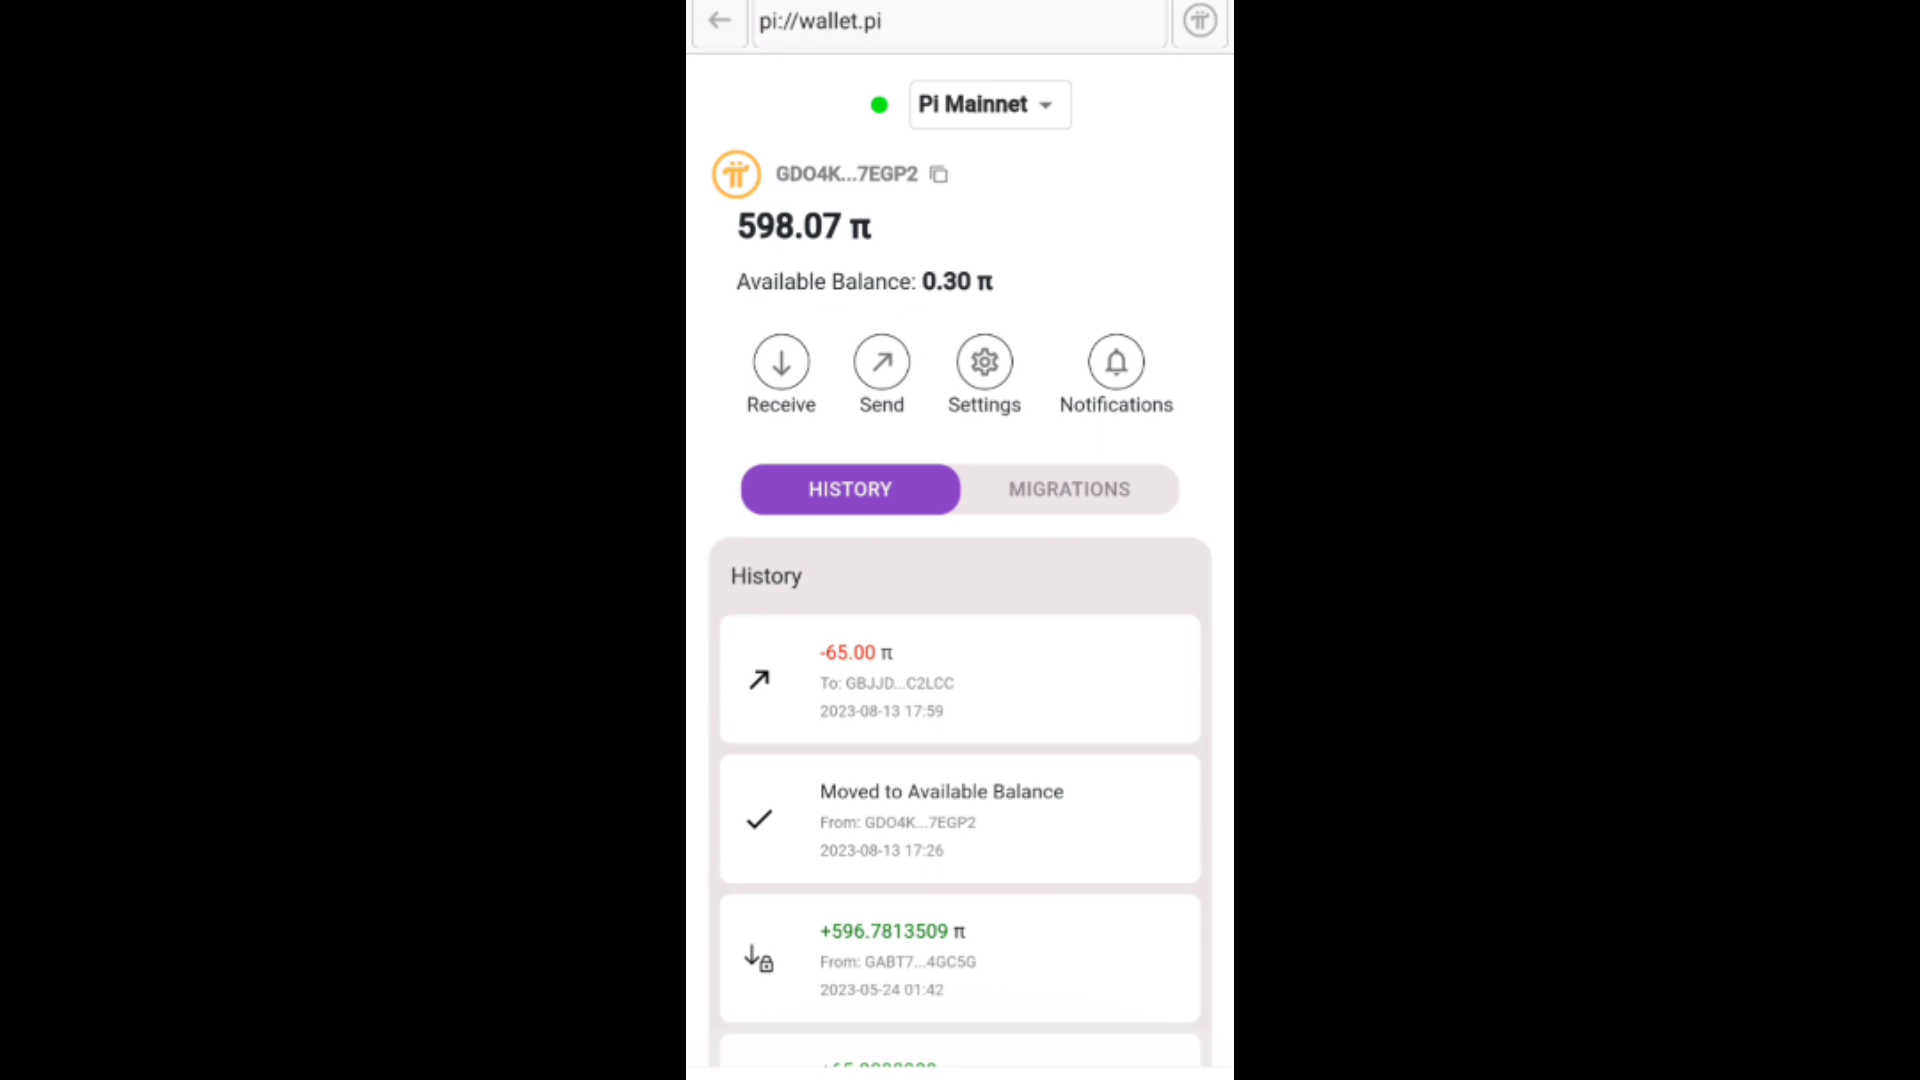 pi://wallet.pi
Pi Mainnet
GDO4K...7EGP2
598.07 π
Available Balance: 0.30 π
Receive Send Settings Notifications
HISTORY MIGRATIONS
History
-65.00 π
To: GBJJD...C2LCC
2023-08-13 17:59
Moved to Available Balance
From: GDO4K...7EGP2
2023-08-13 17:26
+596.7813509 π
From: GABT7...4GC5G
2023-05-24 01:42